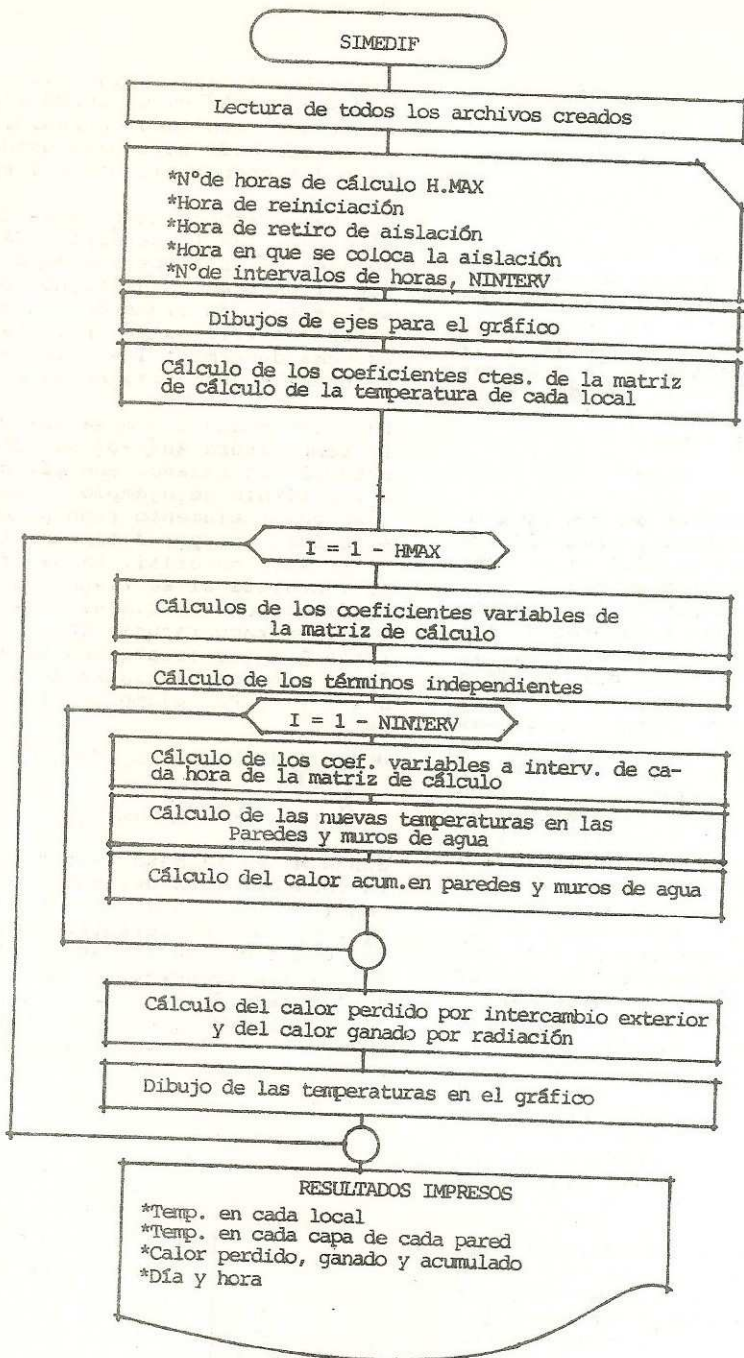 SIMEDIF
Lectura de todos los archivos creados
*N°de horas de cálculo H.MAX
*Hora de reiniciación
*Hora de retiro de aislación
*Hora en que se coloca la aislación
*N°de intervalos de horas, NINTERV
Dibujos de ejes para el gráfico
Cálculo de los coeficientes ctes. de la matriz
de cálculo de la temperatura de cada local
I = 1 - HMAX
Cálculos de los coeficientes variables de
la matriz de cálculo
Cálculo de los términos independientes
I = 1 - NINTERV
Cálculo de los coef. variables a interv. de ca-
da hora de la matriz de cálculo
Cálculo de las nuevas temperaturas en las
Paredes y muros de agua
Cálculo del calor acum.en paredes y muros de agua
Cálculo del calor perdido por intercambio exterior
y del calor ganado por radiación
Dibujo de las temperaturas en el gráfico
RESULTADOS IMPRESOS
*Temp. en cada local
*Temp. en cada capa de cada pared
*Calor perdido, ganado y acumulado
*Día y hora